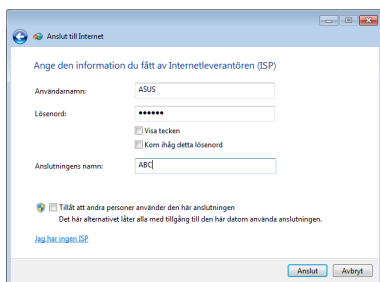 Anslut till Internet
Ange den information du fått av Internetleverantören (ISP)
Användarnamn: ASUS
Lösenord: ••••••
Visa tecken
Kom ihåg detta lösenord
Anslutningens namn: ABC
Tillåt att andra personer använder den här anslutningen
Det här alternativet låter alla med tillgång till den här datorn använda anslutningen.
Jag har ingen ISP
Anslut Avbryt